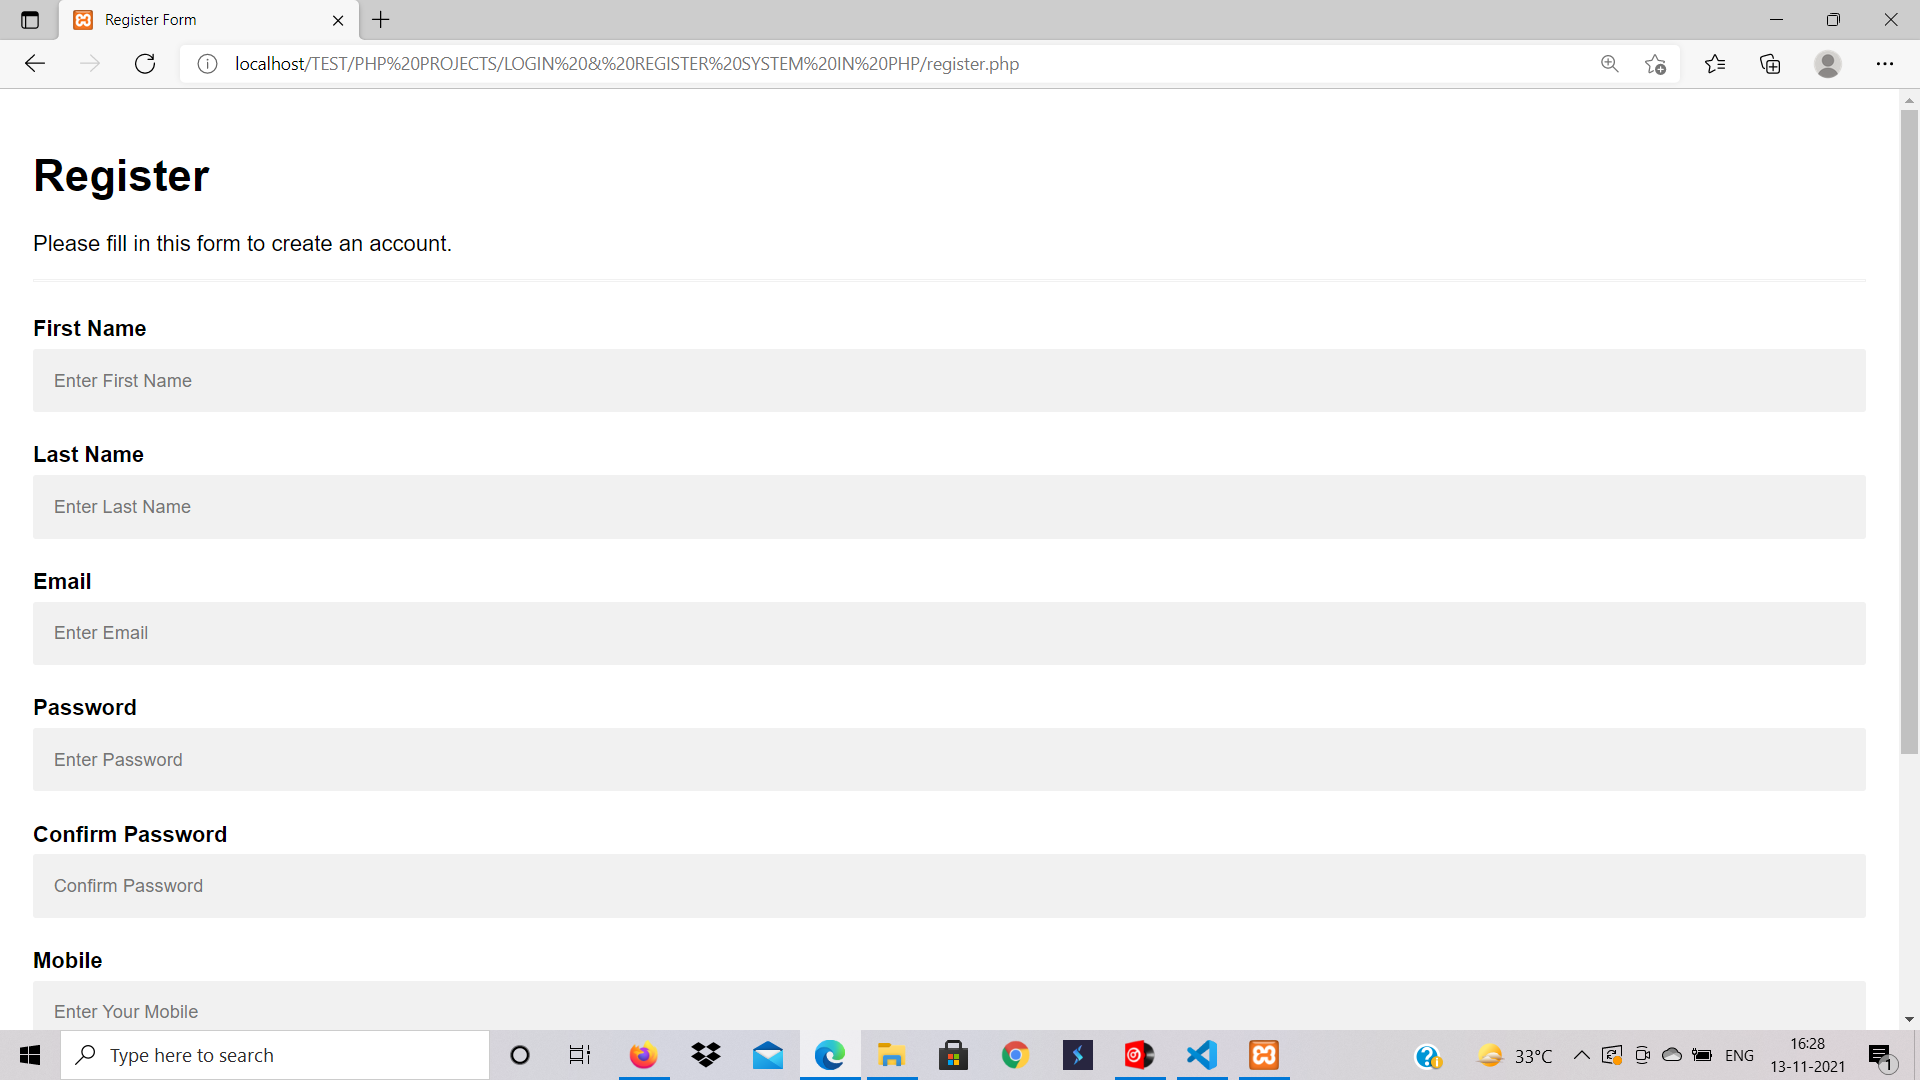 Register Form
localhost/TEST/PHP%20PROJECTS/LOGIN%20&%20REGISTER%20SYSTEM%20IN%20PHP/register.php
Register
Please fill in this form to create an account.
First Name
Enter First Name
Last Name
Enter Last Name
Email
Enter Email
Password
Enter Password
Confirm Password
Confirm Password
Mobile
Enter Your Mobile
Type here to search
33°C
ENG
16:28
13-11-2021
1